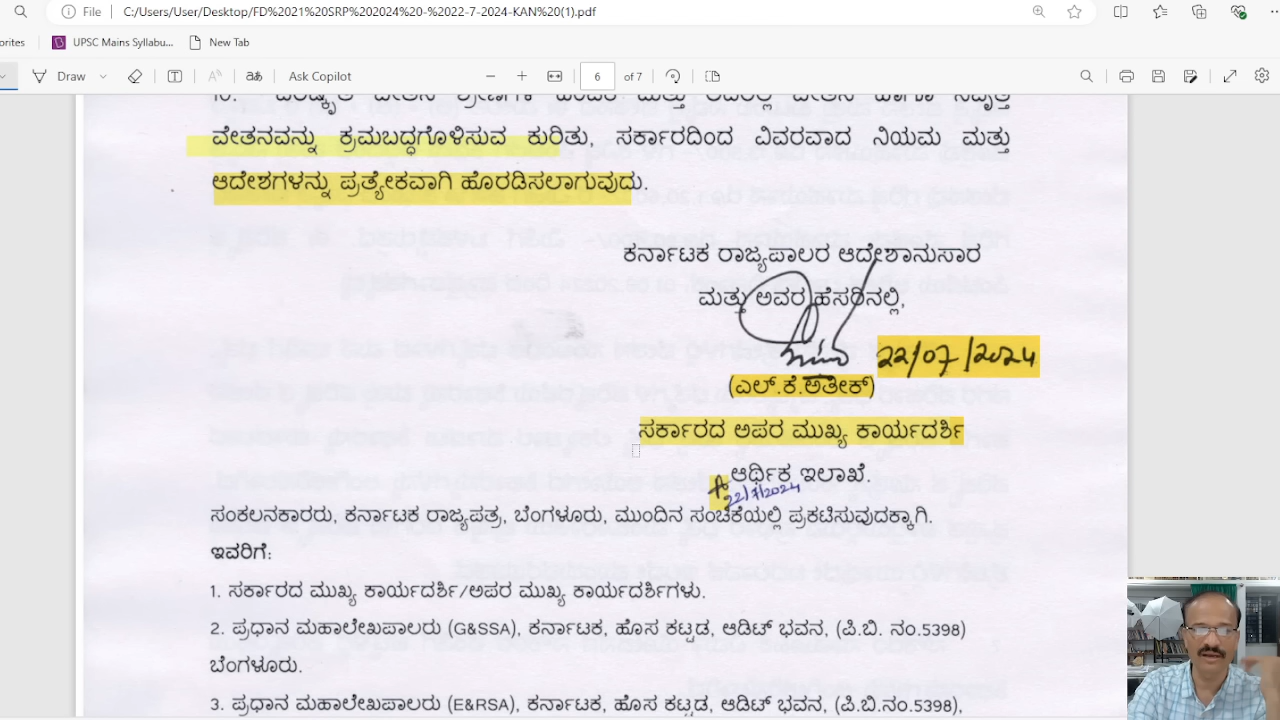 File C:/Users/User/Desktop/FD%2021%20SRP%202024%20-%2022-7-2024-KAN%20(1).pdf
orites UPSC Mains Syllabu... New Tab
Draw Ask Copilot 6 of 7
ವೇತನವನ್ನು ಕ್ರಮಬದ್ಧಗೊಳಿಸುವ ಕುರಿತು, ಸರ್ಕಾರದಿಂದ ವಿವರವಾದ ನಿಯಮ ಮತ್ತು
ಆದೇಶಗಳನ್ನು ಪ್ರತ್ಯೇಕವಾಗಿ ಹೊರಡಿಸಲಾಗುವುದು.
ಕರ್ನಾಟಕ ರಾಜ್ಯಪಾಲರ ಆದೇಶಾನುಸಾರ
ಮತ್ತು ಅವರ ಹೆಸರಿನಲ್ಲಿ,
22/07/2024
(ಎಲ್.ಕೆ.ಅತೀಕ್)
ಸರ್ಕಾರದ ಅಪರ ಮುಖ್ಯ ಕಾರ್ಯದರ್ಶಿ
ಆರ್ಥಿಕ ಇಲಾಖೆ.
22/7/2024
ಸಂಕಲನಕಾರರು, ಕರ್ನಾಟಕ ರಾಜ್ಯಪತ್ರ, ಬೆಂಗಳೂರು, ಮುಂದಿನ ಸಂಚಿಕೆಯಲ್ಲಿ ಪ್ರಕಟಿಸುವುದಕ್ಕಾಗಿ.
ಇವರಿಗೆ:
1. ಸರ್ಕಾರದ ಮುಖ್ಯ ಕಾರ್ಯದರ್ಶಿ/ಅಪರ ಮುಖ್ಯ ಕಾರ್ಯದರ್ಶಿಗಳು.
2. ಪ್ರಧಾನ ಮಹಾಲೇಖಪಾಲರು (G&SSA), ಕರ್ನಾಟಕ, ಹೊಸ ಕಟ್ಟಡ, ಆಡಿಟ್ ಭವನ, (ಪಿ.ಬಿ. ನಂ.5398)
ಬೆಂಗಳೂರು.
3. ಪ್ರಧಾನ ಮಹಾಲೇಖಪಾಲರು (E&RSA), ಕರ್ನಾಟಕ, ಹೊಸ ಕಟ್ಟಡ, ಆಡಿಟ್ ಭವನ, (ಪಿ.ಬಿ.ನಂ.5398),